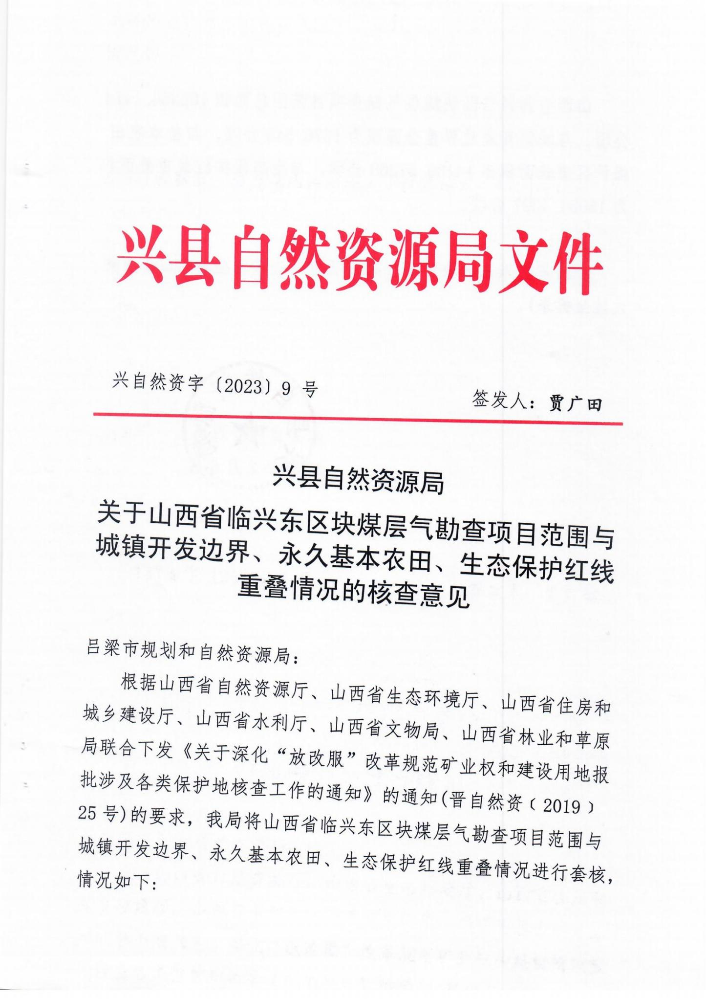 兴县自然资源局文件
兴自然资字〔2023〕9 号
签发人：贾广田
兴县自然资源局
关于山西省临兴东区块煤层气勘查项目范围与
城镇开发边界、永久基本农田、生态保护红线
重叠情况的核查意见
吕梁市规划和自然资源局：
根据山西省自然资源厅、山西省生态环境厅、山西省住房和
城乡建设厅、山西省水利厅、山西省文物局、山西省林业和草原
局联合下发《关于深化“放改服”改革规范矿业权和建设用地报
批涉及各类保护地核查工作的通知》的通知(晋自然资﹝2019﹞
25 号)的要求，我局将山西省临兴东区块煤层气勘查项目范围与
城镇开发边界、永久基本农田、生态保护红线重叠情况进行套核，
情况如下：